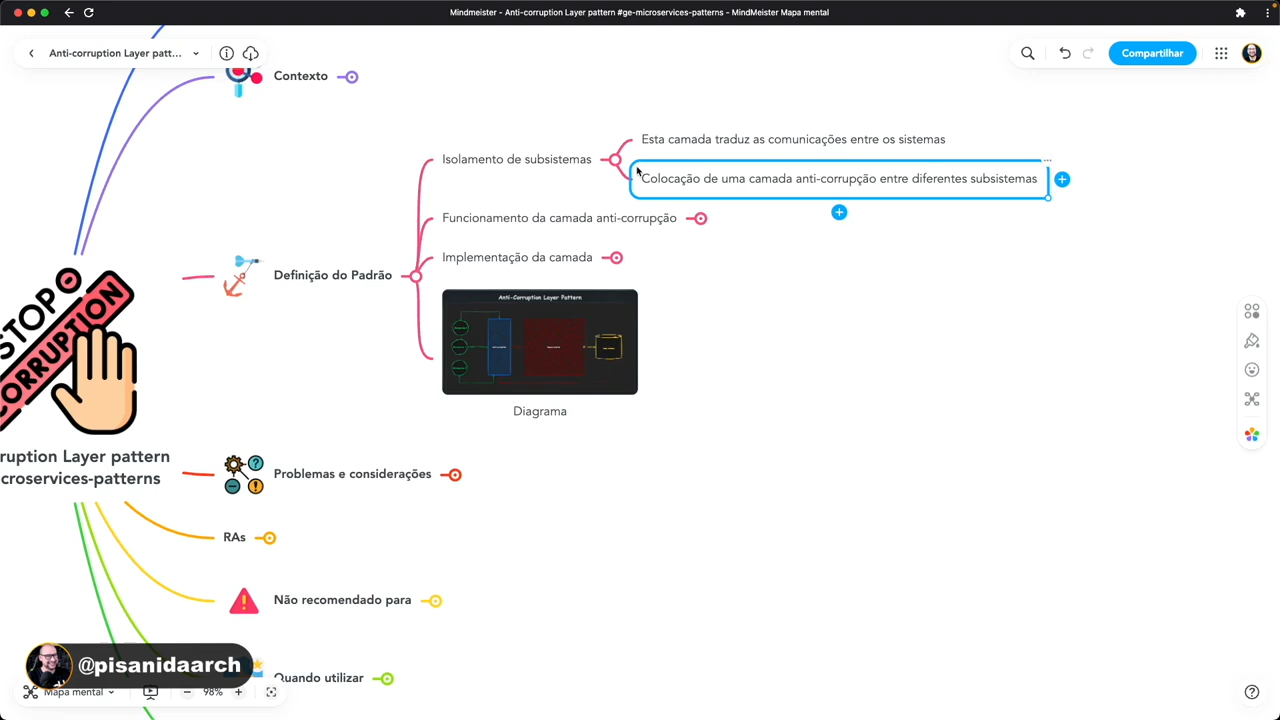 Mindmeister - Anti-corruption Layer pattern #ge-microservices-patterns - MindMeister Mapa mental
Anti-corruption Layer patt...
Compartilhar
Contexto
Esta camada traduz as comunicações entre os sistemas
Isolamento de subsistemas
Colocação de uma camada anti-corrupção entre diferentes subsistemas
Funcionamento da camada anti-corrupção
Implementação da camada
Definição do Padrão
Anti-Corruption Layer Pattern
Diagrama
STOP
CORRUPTION
ruption Layer pattern
croservices-patterns
Problemas e considerações
RAs
Não recomendado para
@pisanidaarch
Quando utilizar
Mapa mental
98%